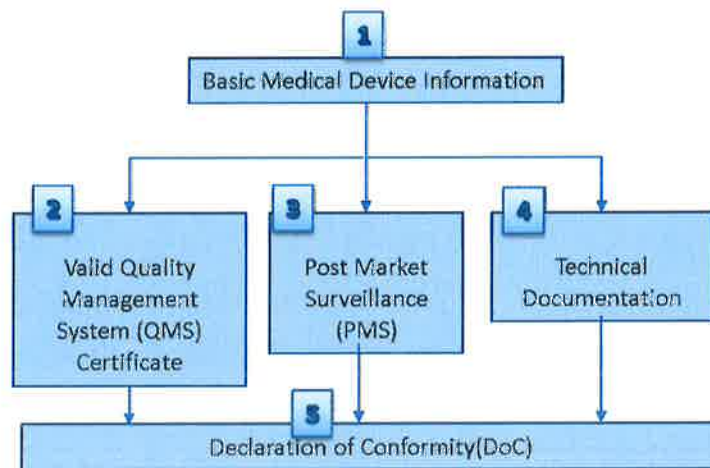 1
Basic Medical Device Information
2
Valid Quality
Management
System (QMS)
Certificate
3
Post Market
Surveillance
(PMS)
4
Technical
Documentation
5
Declaration of Conformity(DoC)